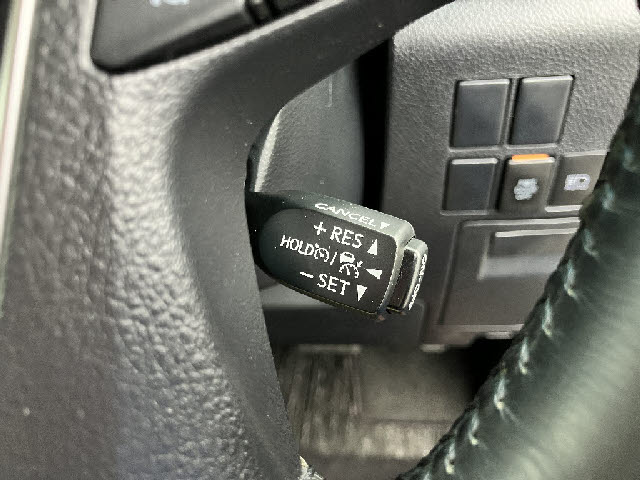 CANCEL▼
+ RES ▲
HOLD /
− SET ▼